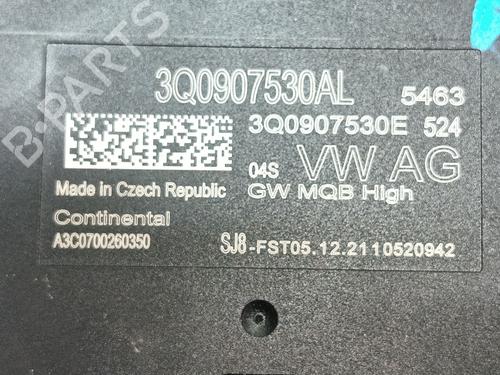 3Q0907530AL 5463
3Q0907530E 524
04S VW AG
Made in Czech Republic GW MQB High
Continental
A3C0700260350 SJ8-FST05.12.2110520942
B-PARTS